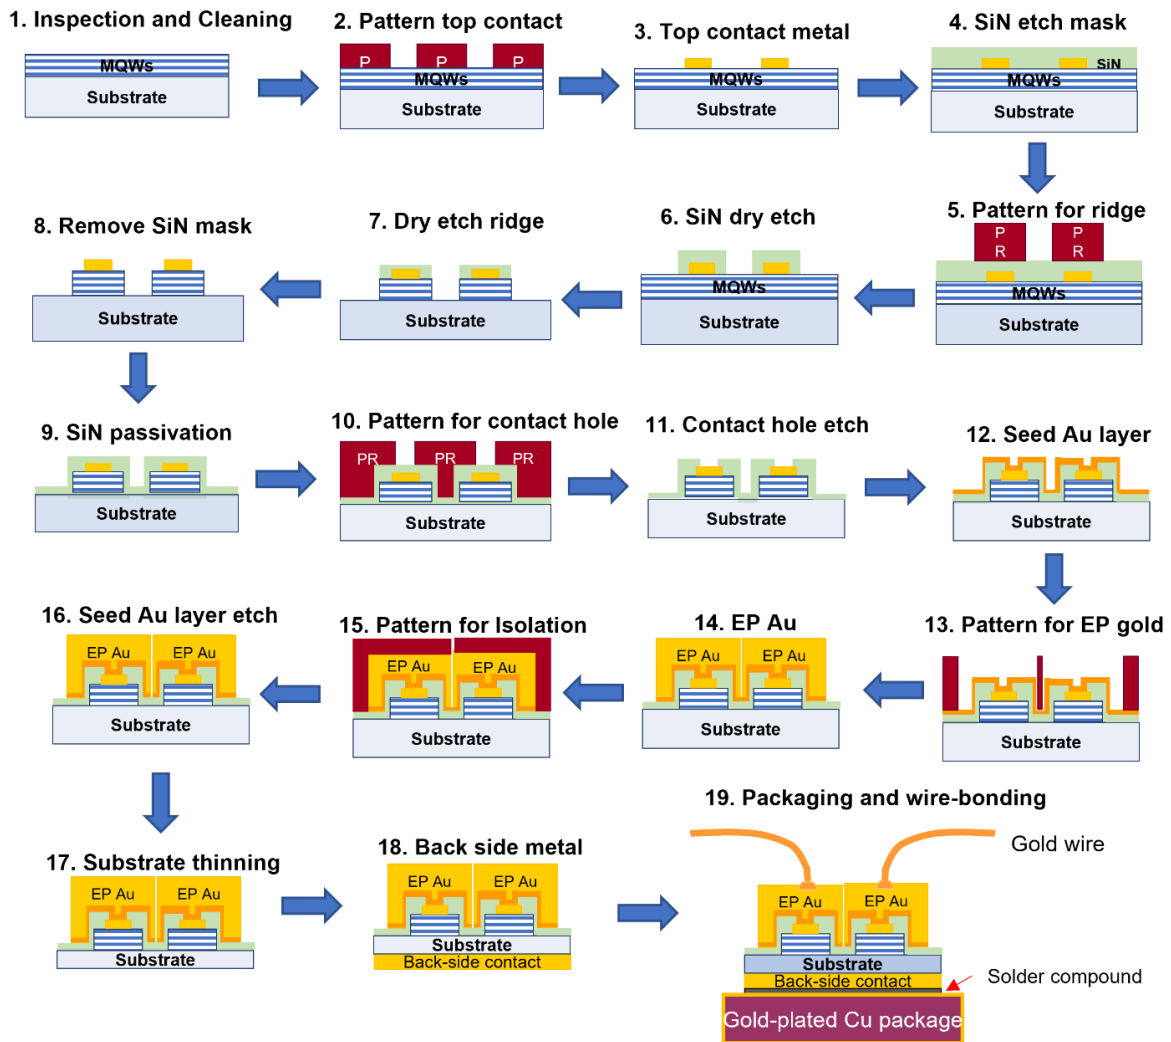 1. Inspection and Cleaning
MQWs
Substrate
2. Pattern top contact
P P P
MQWs
Substrate
3. Top contact metal
MQWs
Substrate
4. SiN etch mask
SiN
MQWs
Substrate
8. Remove SiN mask
Substrate
7. Dry etch ridge
Substrate
6. SiN dry etch
MQWs
Substrate
5. Pattern for ridge
P P
R R
MQWs
Substrate
9. SiN passivation
Substrate
10. Pattern for contact hole
PR PR PR
Substrate
11. Contact hole etch
Substrate
12. Seed Au layer
Substrate
16. Seed Au layer etch
EP Au EP Au
Substrate
15. Pattern for Isolation
EP Au EP Au
Substrate
14. EP Au
EP Au EP Au
Substrate
13. Pattern for EP gold
Substrate
17. Substrate thinning
EP Au EP Au
Substrate
18. Back side metal
EP Au EP Au
Substrate
Back-side contact
19. Packaging and wire-bonding
Gold wire
EP Au EP Au
Substrate
Back-side contact
Solder compound
Gold-plated Cu package